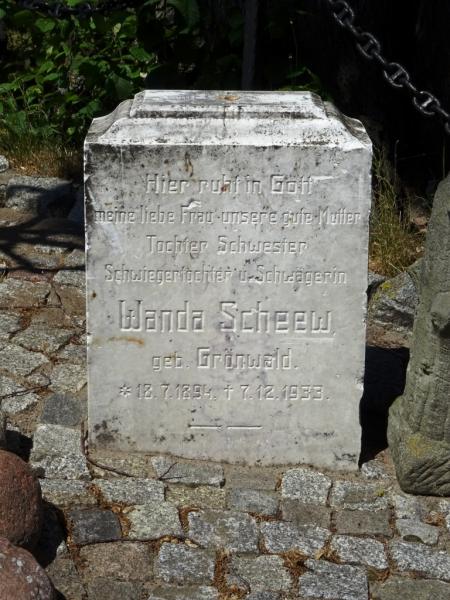 Hier ruht in Gott
meine liebe Frau unsere gute Mutter
Tochter Schwester
Schwiegertochter u. Schwägerin
Wanda Scheew
geb. Grönwald.
* 18.7.1894. † 7.12.1933.